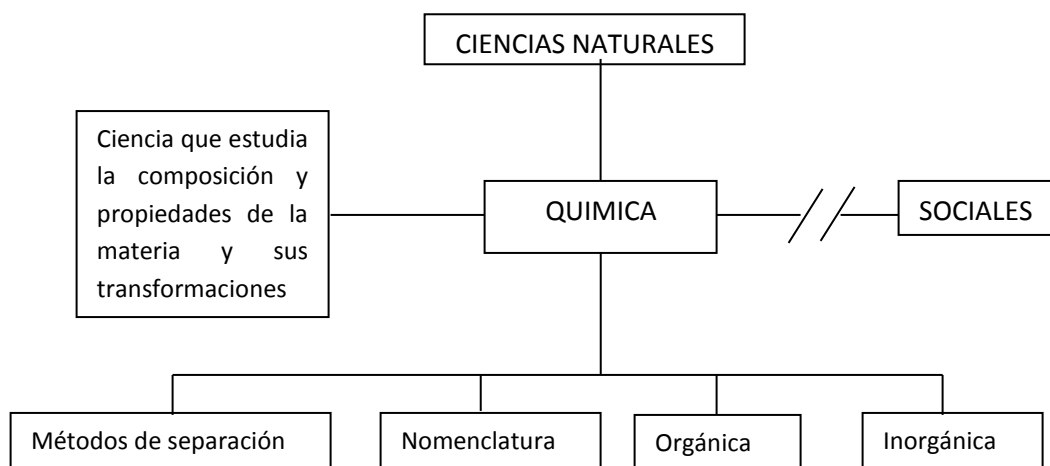 CIENCIAS NATURALES
Ciencia que estudia
la composición y
propiedades de la
materia y sus
transformaciones
QUIMICA
SOCIALES
Métodos de separación
Nomenclatura
Orgánica
Inorgánica